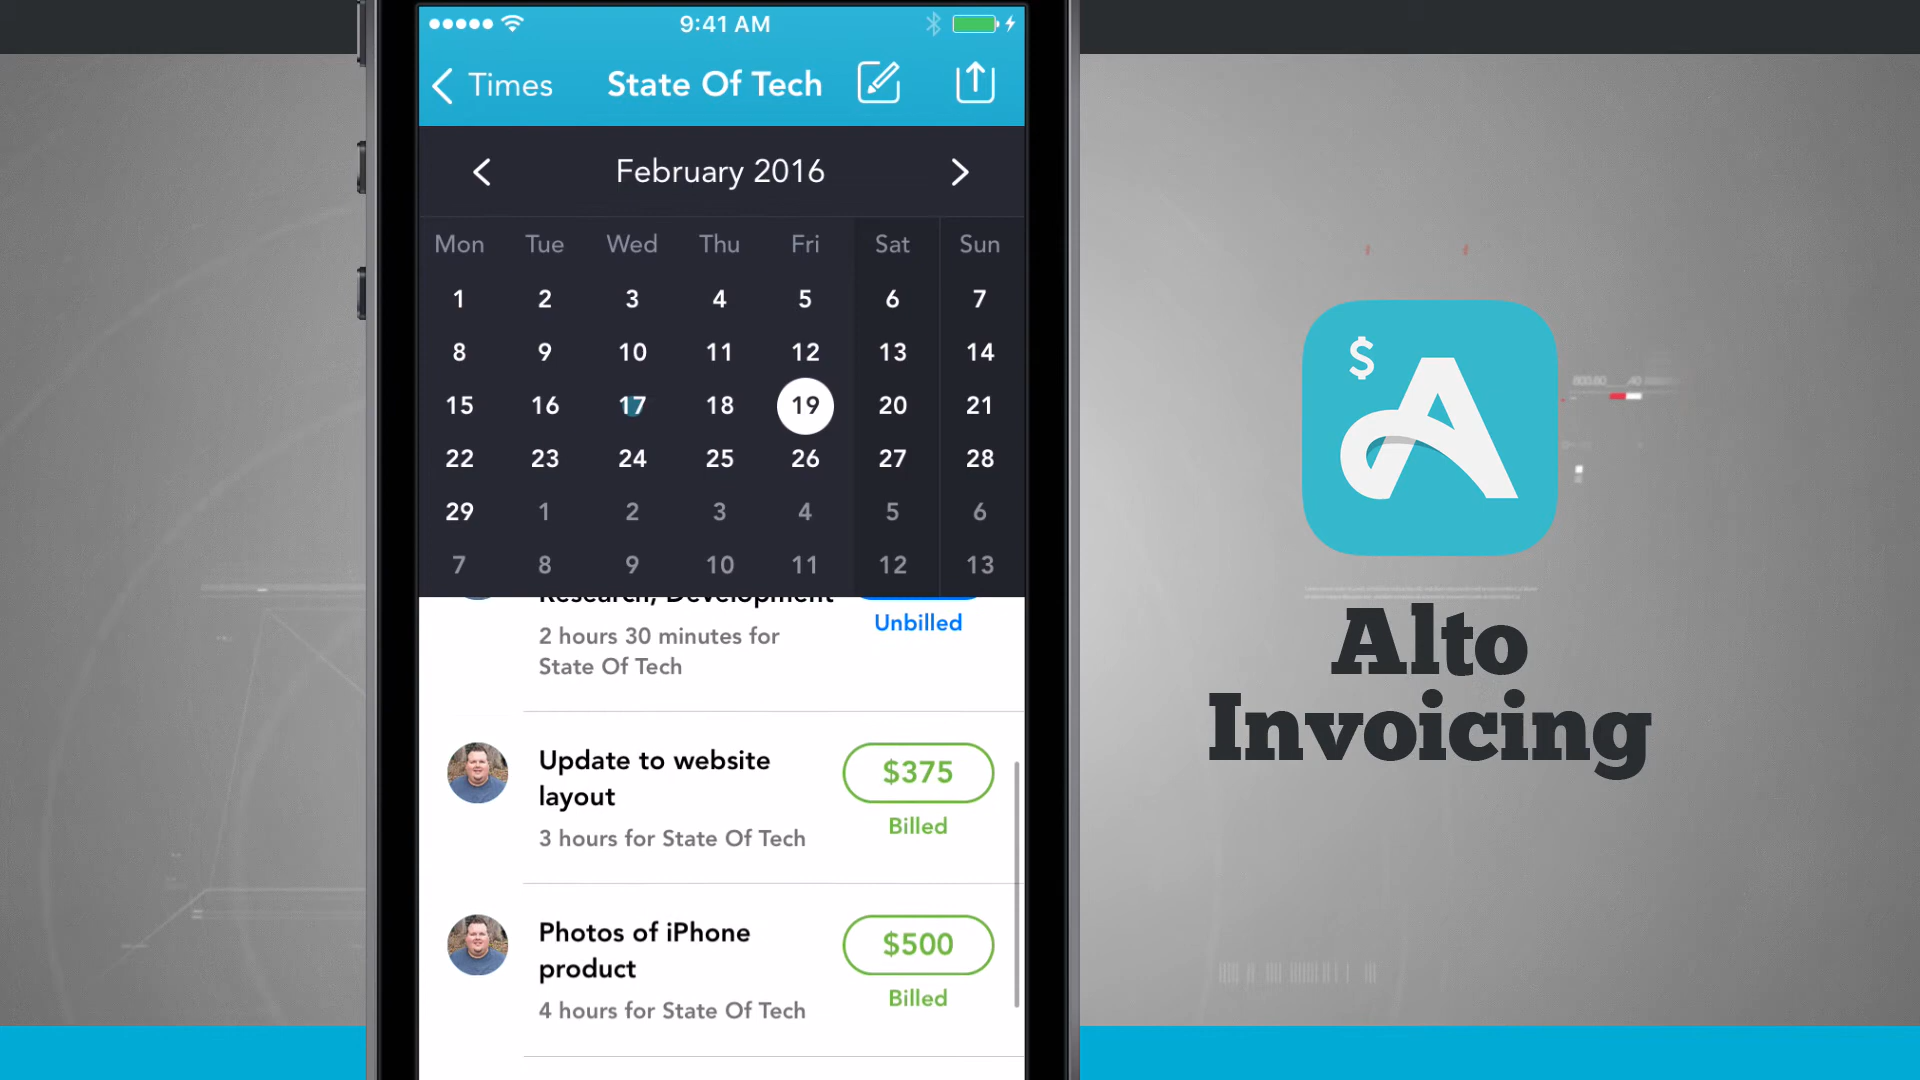 9:41 AM
Times State Of Tech
February 2016
Mon Tue Wed Thu Fri Sat Sun
1 2 3 4 5 6 7
8 9 10 11 12 13 14
15 16 17 18 19 20 21
22 23 24 25 26 27 28
29 1 2 3 4 5 6
7 8 9 10 11 12 13
Research, Development
Unbilled
2 hours 30 minutes for
State Of Tech
Update to website
layout
$375
Billed
3 hours for State Of Tech
Photos of iPhone
product
$500
Billed
4 hours for State Of Tech
$ A
Alto
Invoicing